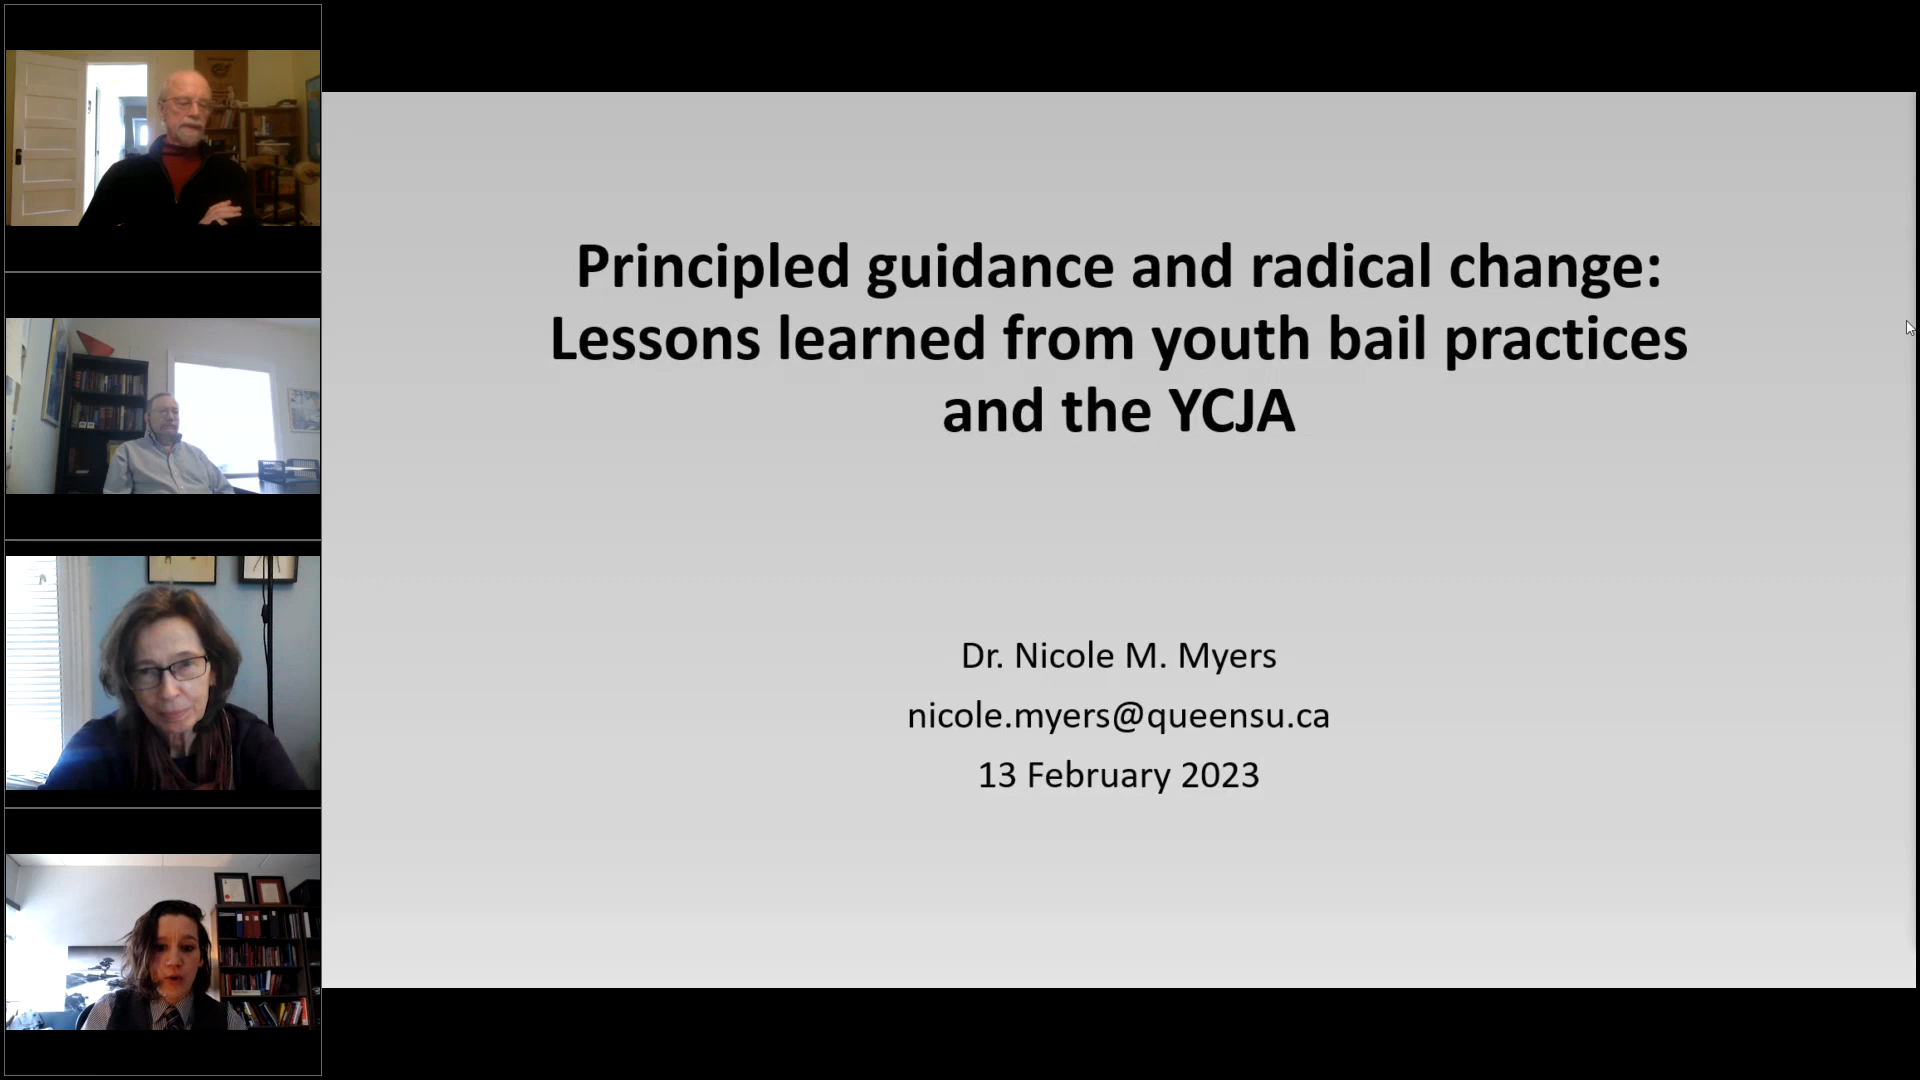 Principled guidance and radical change:
Lessons learned from youth bail practices
and the YCJA
Dr. Nicole M. Myers
nicole.myers@queensu.ca
13 February 2023